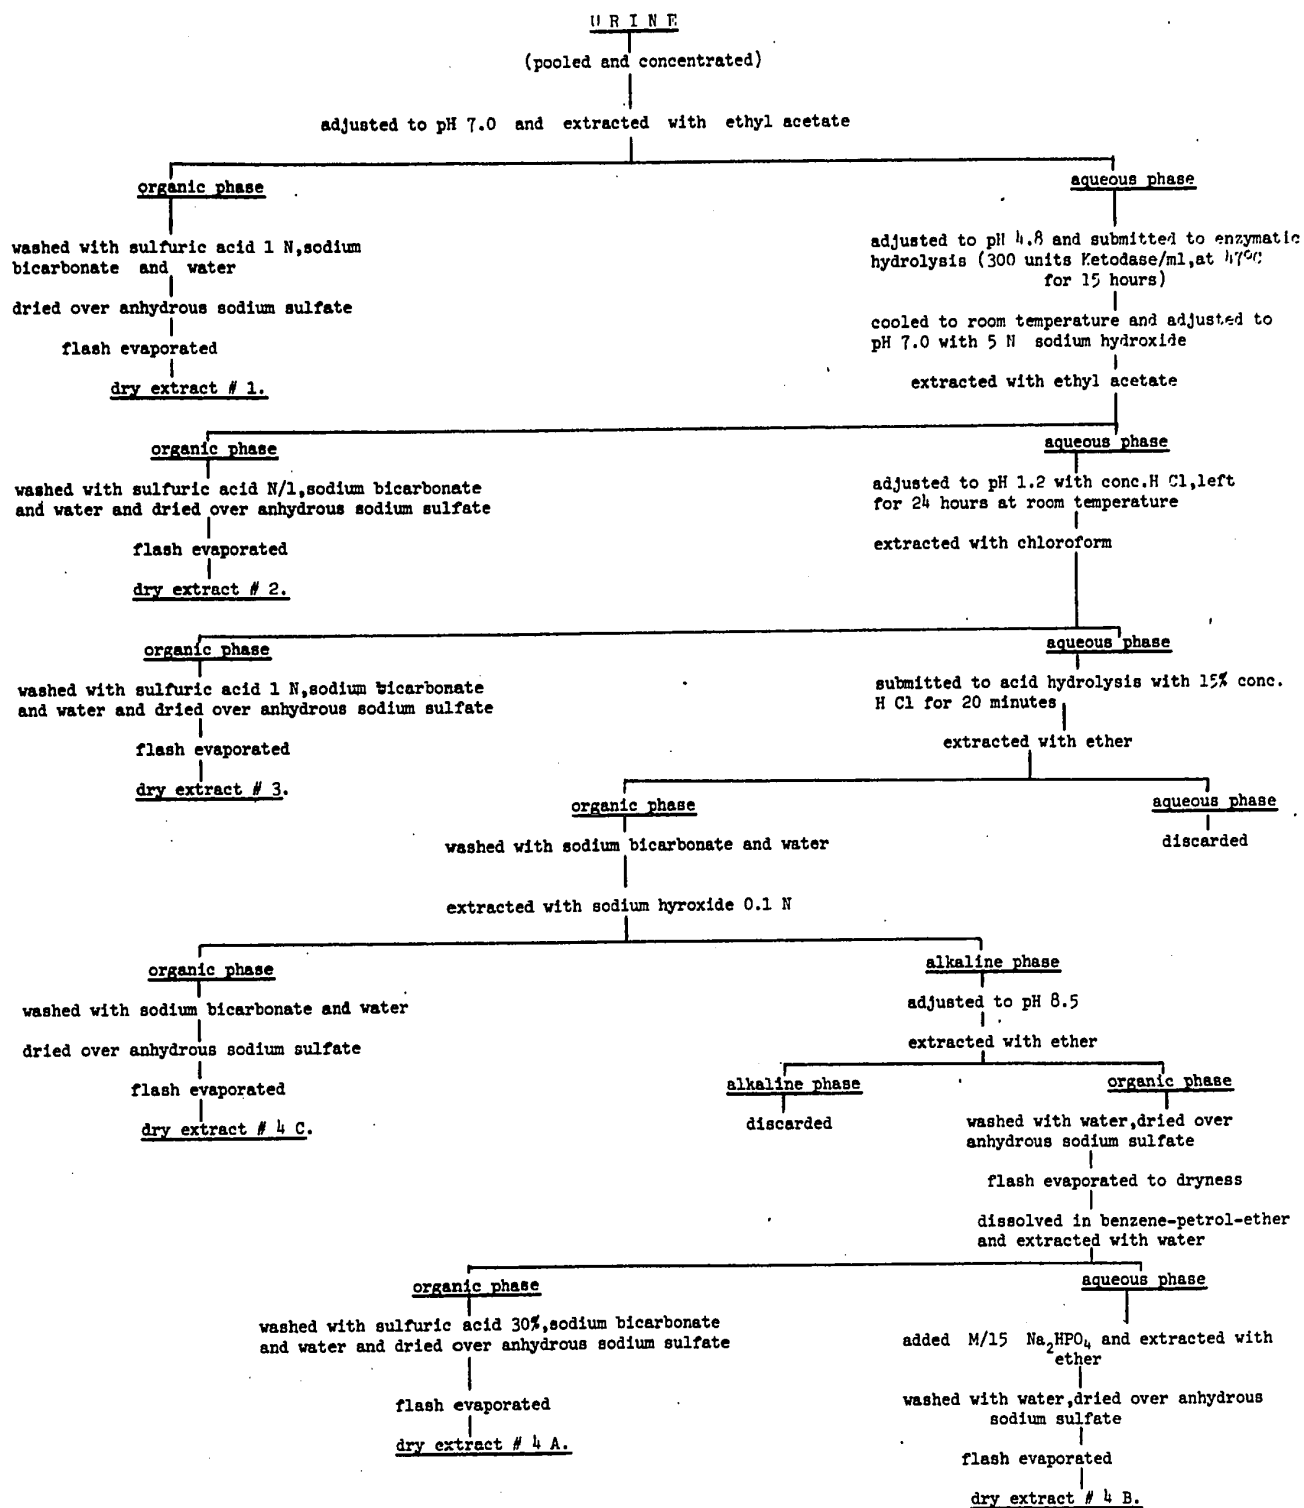 U R I N E
(pooled and concentrated)
adjusted to pH 7.0 and extracted with ethyl acetate
organic phase
aqueous phase
washed with sulfuric acid 1 N,sodium
bicarbonate and water
dried over anhydrous sodium sulfate
flash evaporated
dry extract # 1.
adjusted to pH 4.8 and submitted to enzymatic
hydrolysis (300 units Ketodase/ml,at 47°C
for 15 hours)
cooled to room temperature and adjusted to
pH 7.0 with 5 N sodium hydroxide
extracted with ethyl acetate
organic phase
aqueous phase
washed with sulfuric acid N/1,sodium bicarbonate
and water and dried over anhydrous sodium sulfate
flash evaporated
dry extract # 2.
adjusted to pH 1.2 with conc.H Cl,left
for 24 hours at room temperature
extracted with chloroform
organic phase
aqueous phase
washed with sulfuric acid 1 N,sodium bicarbonate
and water and dried over anhydrous sodium sulfate
flash evaporated
dry extract # 3.
submitted to acid hydrolysis with 15% conc.
H Cl for 20 minutes
extracted with ether
organic phase
aqueous phase
washed with sodium bicarbonate and water
discarded
extracted with sodium hyroxide 0.1 N
organic phase
alkaline phase
washed with sodium bicarbonate and water
dried over anhydrous sodium sulfate
flash evaporated
dry extract # 4 C.
adjusted to pH 8.5
extracted with ether
alkaline phase
organic phase
discarded
washed with water,dried over
anhydrous sodium sulfate
flash evaporated to dryness
dissolved in benzene-petrol-ether
and extracted with water
organic phase
aqueous phase
washed with sulfuric acid 30%,sodium bicarbonate
and water and dried over anhydrous sodium sulfate
flash evaporated
dry extract # 4 A.
added M/15 Na₂HPO₄ and extracted with
ether
washed with water,dried over anhydrous
sodium sulfate
flash evaporated
dry extract # 4 B.